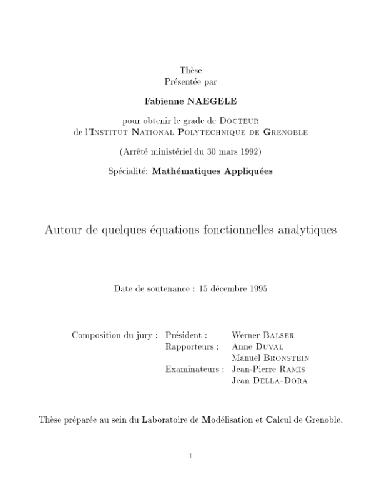 Thèse
Présentée par
Fabienne NAEGELE
pour obtenir le grade de DOCTEUR
de l'INSTITUT NATIONAL POLYTECHNIQUE DE GRENOBLE
(Arrêté ministériel du 30 mars 1992)
Spécialité: Mathématiques Appliquées
Autour de quelques équations fonctionnelles analytiques
Date de soutenance : 15 décembre 1995
Composition du jury : Président : Werner BALSER
Rapporteurs : Anne DUVAL
Manuel BRONSTEIN
Examinateurs : Jean-Pierre RAMIS
Jean DELLA-DORA
Thèse préparée au sein du Laboratoire de Modélisation et Calcul de Grenoble.
1